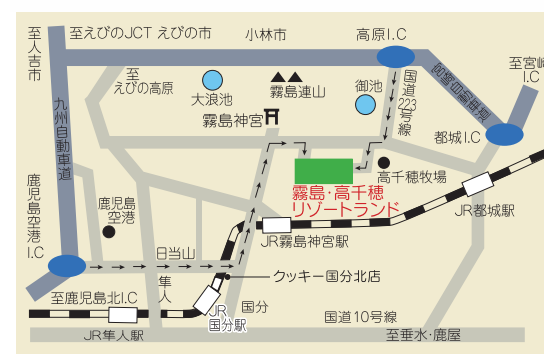 至えびのJCT えびの市
小林市
高原I.C
至人吉市
至
えびの高原
大浪池
霧島連山
御池
国道223号線
宮崎自動車道
至宮崎
I.C
霧島神宮
都城I.C
九州自動車道
高千穂牧場
霧島・高千穂
リゾートランド
JR都城駅
鹿児島空港
I.C
鹿児島
空港
JR霧島神宮駅
日当山
クッキー国分北店
隼人
至鹿児島北I.C
JR
国分駅
国分
国道10号線
JR隼人駅
至垂水・鹿屋